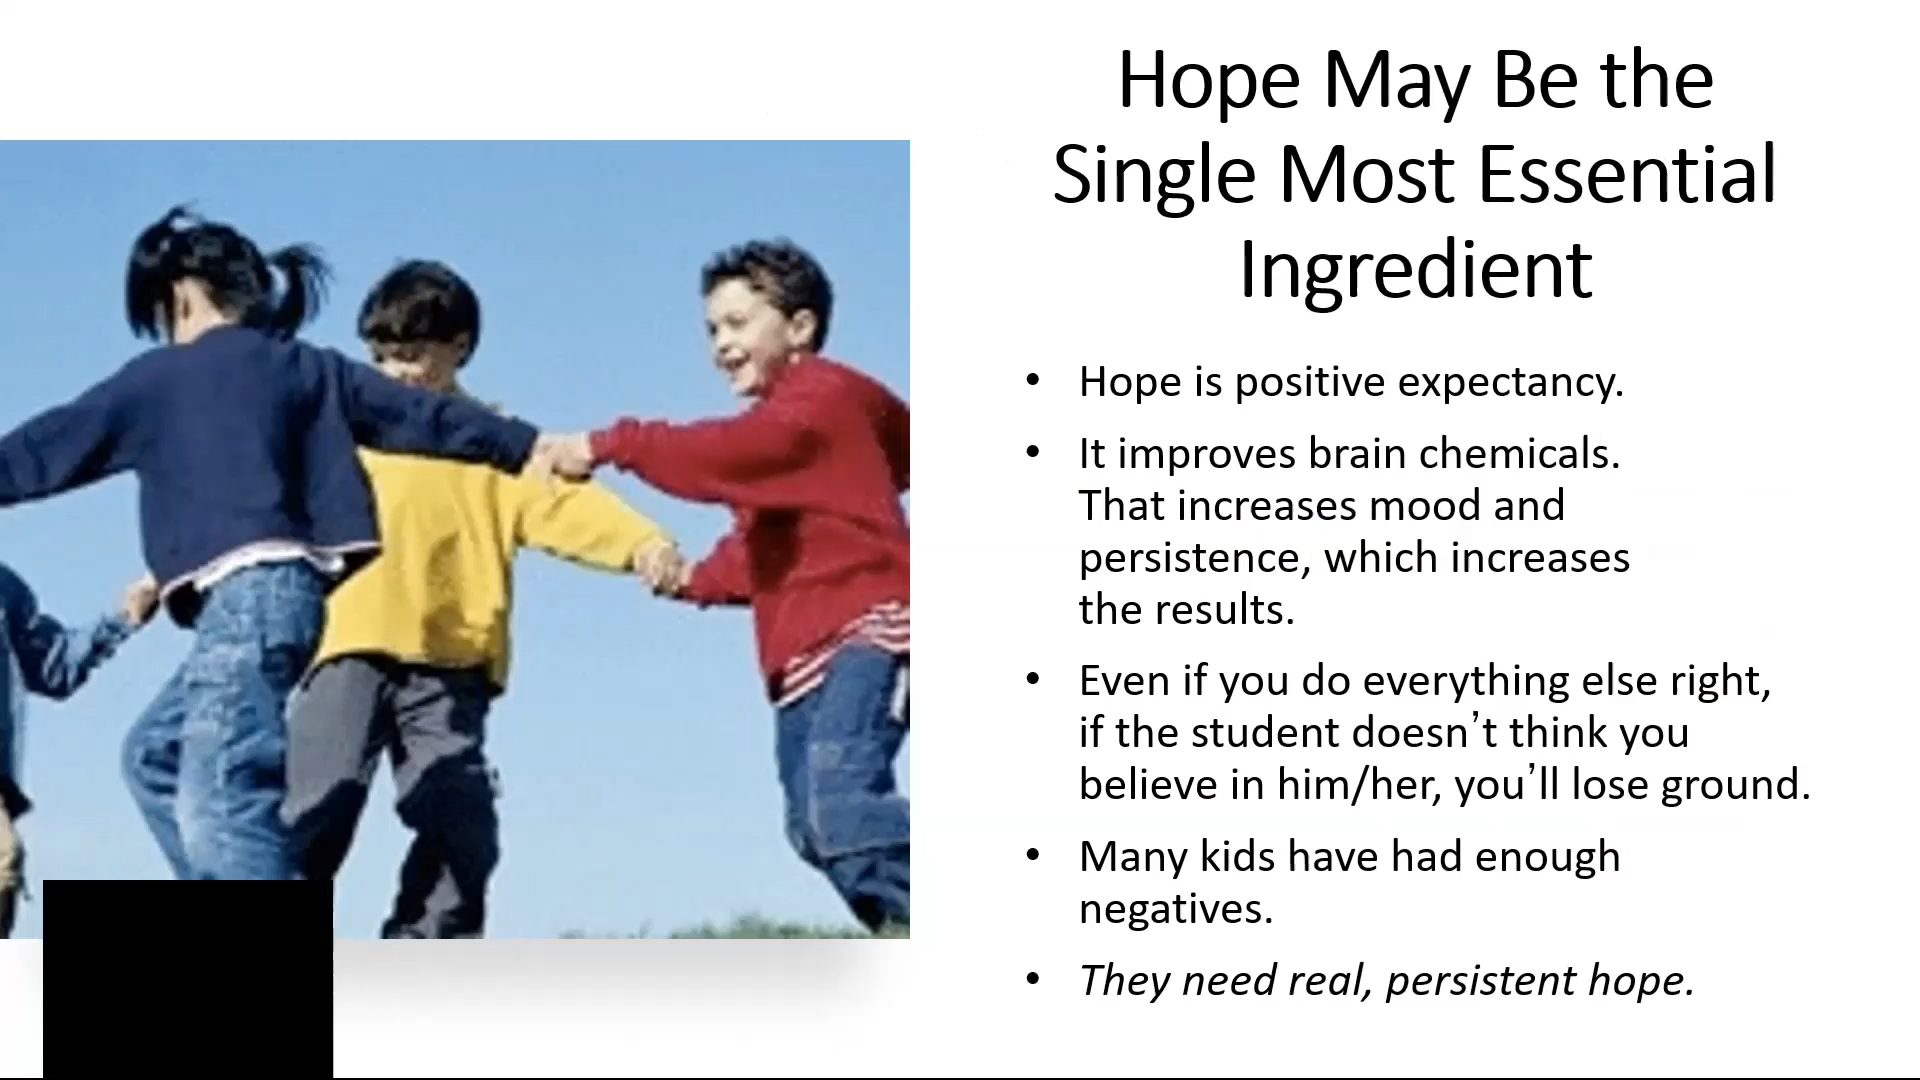 Hope May Be the
Single Most Essential
Ingredient
• Hope is positive expectancy.
• It improves brain chemicals.
That increases mood and
persistence, which increases
the results.
• Even if you do everything else right,
if the student doesn’t think you
believe in him/her, you’ll lose ground.
• Many kids have had enough
negatives.
• They need real, persistent hope.